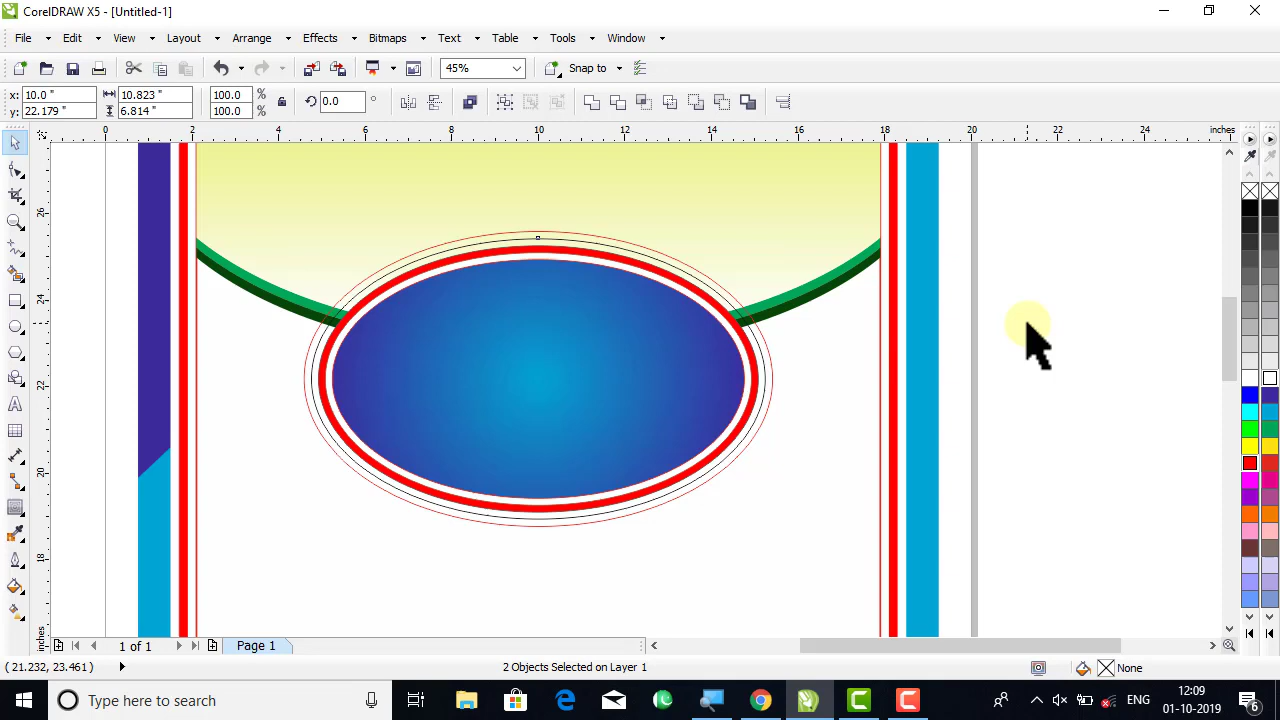 CorelDRAW X5 - [Untitled-1]
File Edit View Layout Arrange Effects Bitmaps Text Table Tools Window
45% Snap to
x: 10.0 " 10.823 " 100.0 % 0.0 °
y: 22.179 " 6.814 " 100.0 %
0 2 4 6 8 10 12 14 16 18 20 22 24 inches
26
24
22
20
18
inches
1 of 1 Page 1
( 21.232, 23.461 ) 2 Objects Selected on Layer 1 None
Type here to search ENG 12:09
01-10-2019 6